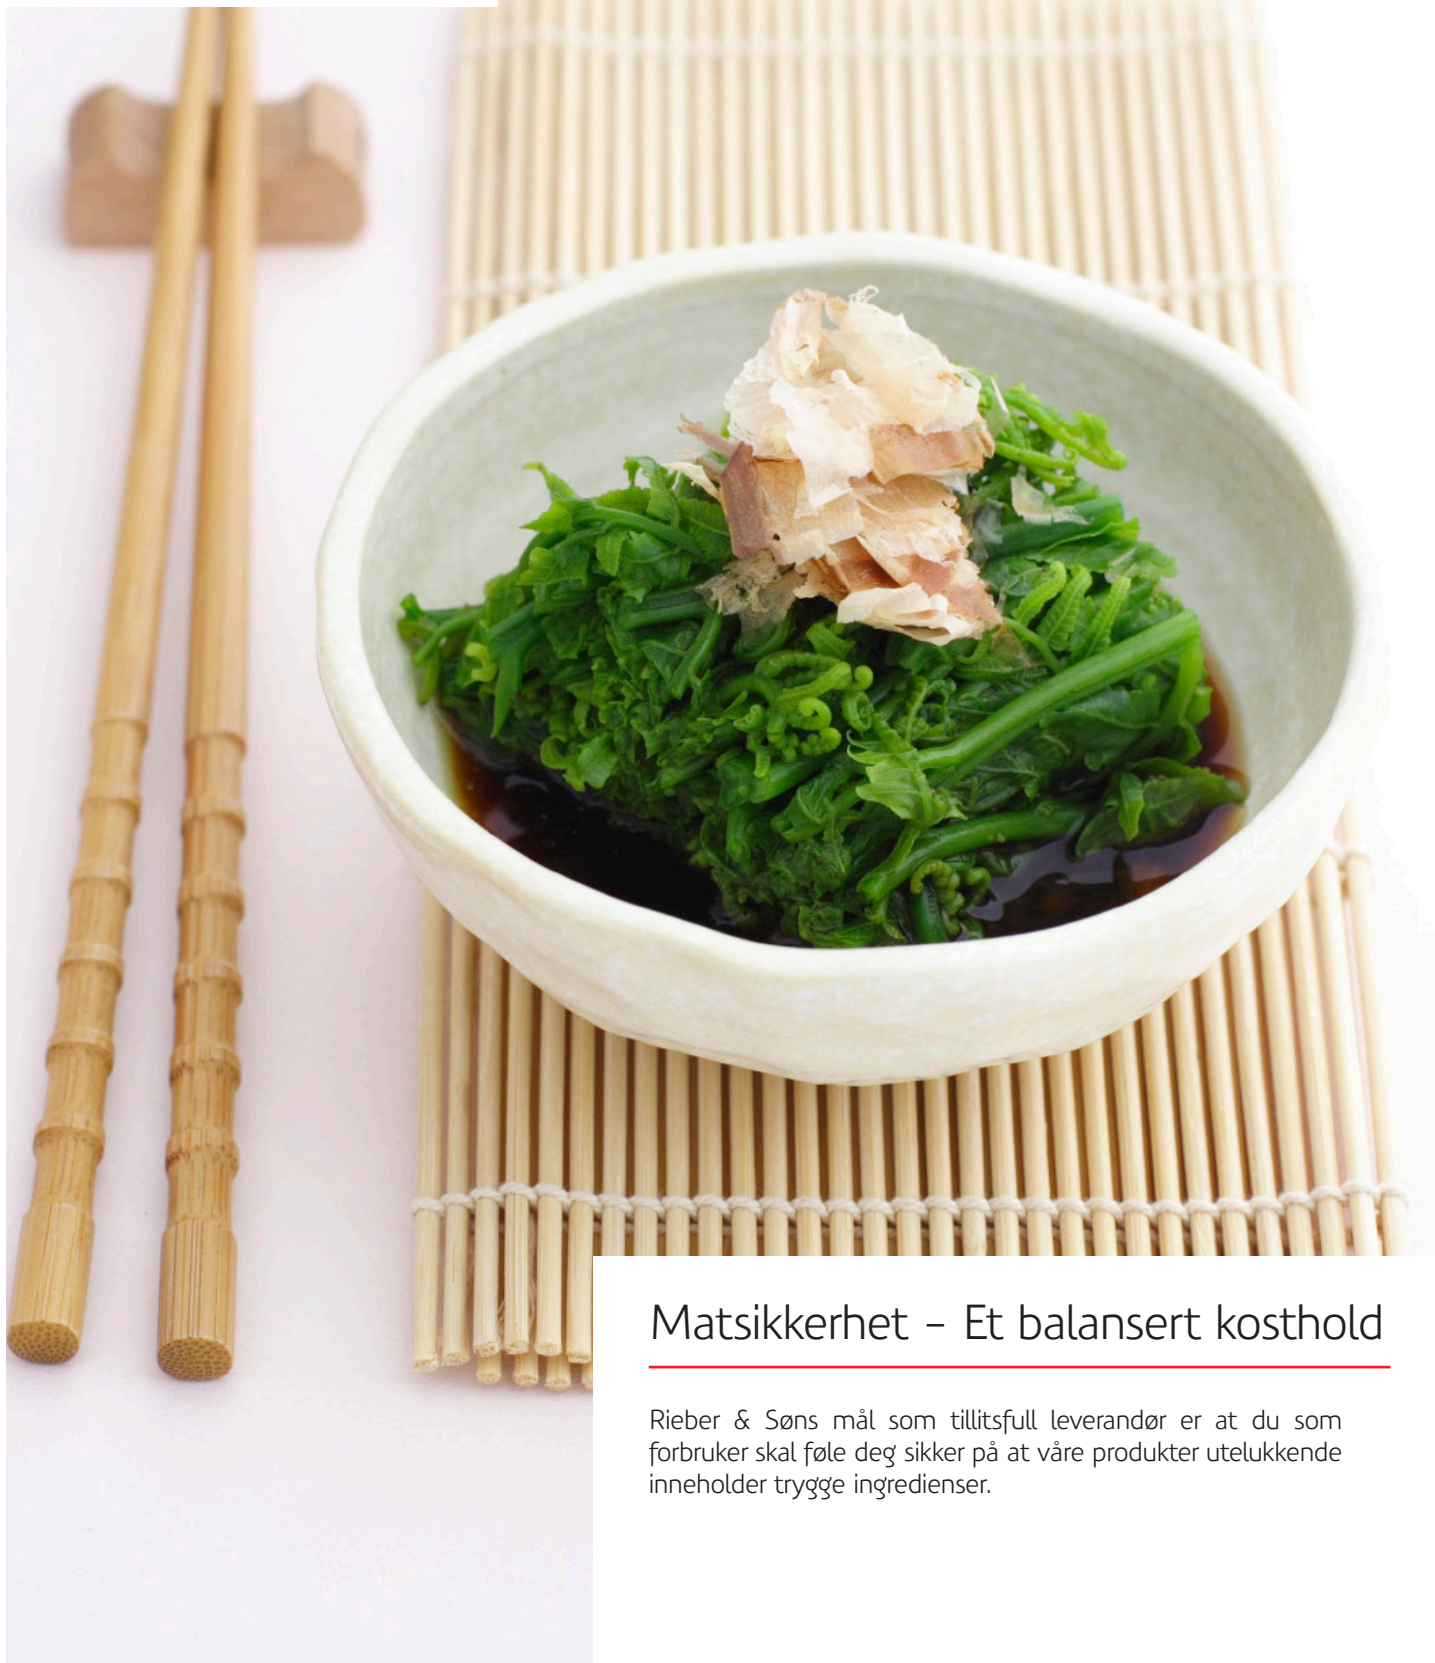 Matsikkerhet – Et balansert kosthold
Rieber & Søns mål som tillitsfull leverandør er at du som
forbruker skal føle deg sikker på at våre produkter utelukkende
inneholder trygge ingredienser.